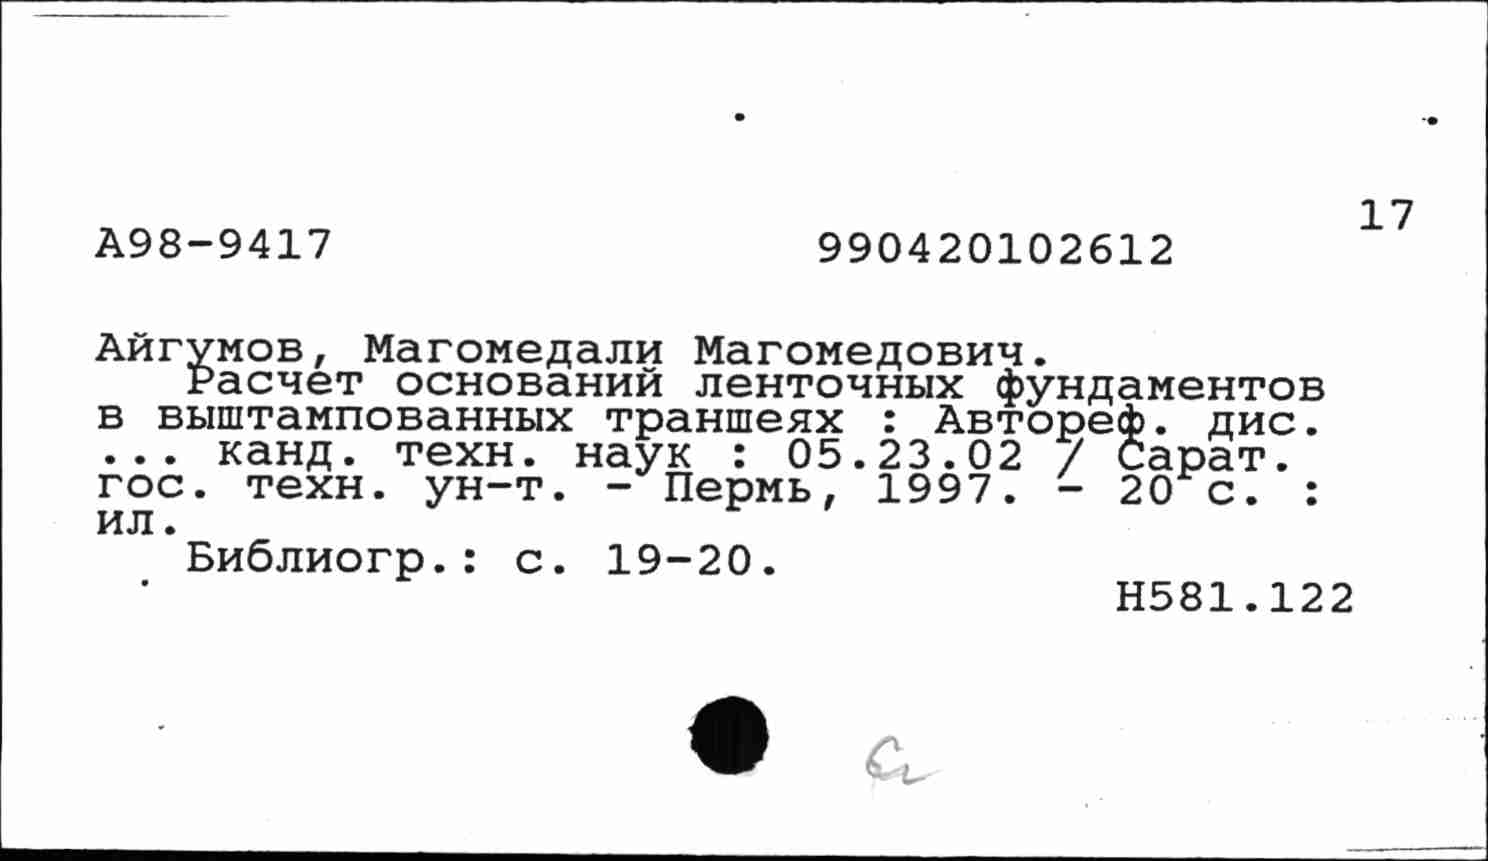 17
А98-9417 990420102612
Айгумов, Магомедали Магомедович.
Расчет оснований ленточных фундаментов
в выштампованных траншеях : Автореф. дис.
... канд. техн. наук : 05.23.02 / Сарат.
гос. техн. ун-т. - Пермь, 1997. - 20 с. :
ил.
Библиогр.: с. 19-20.
Н581.122